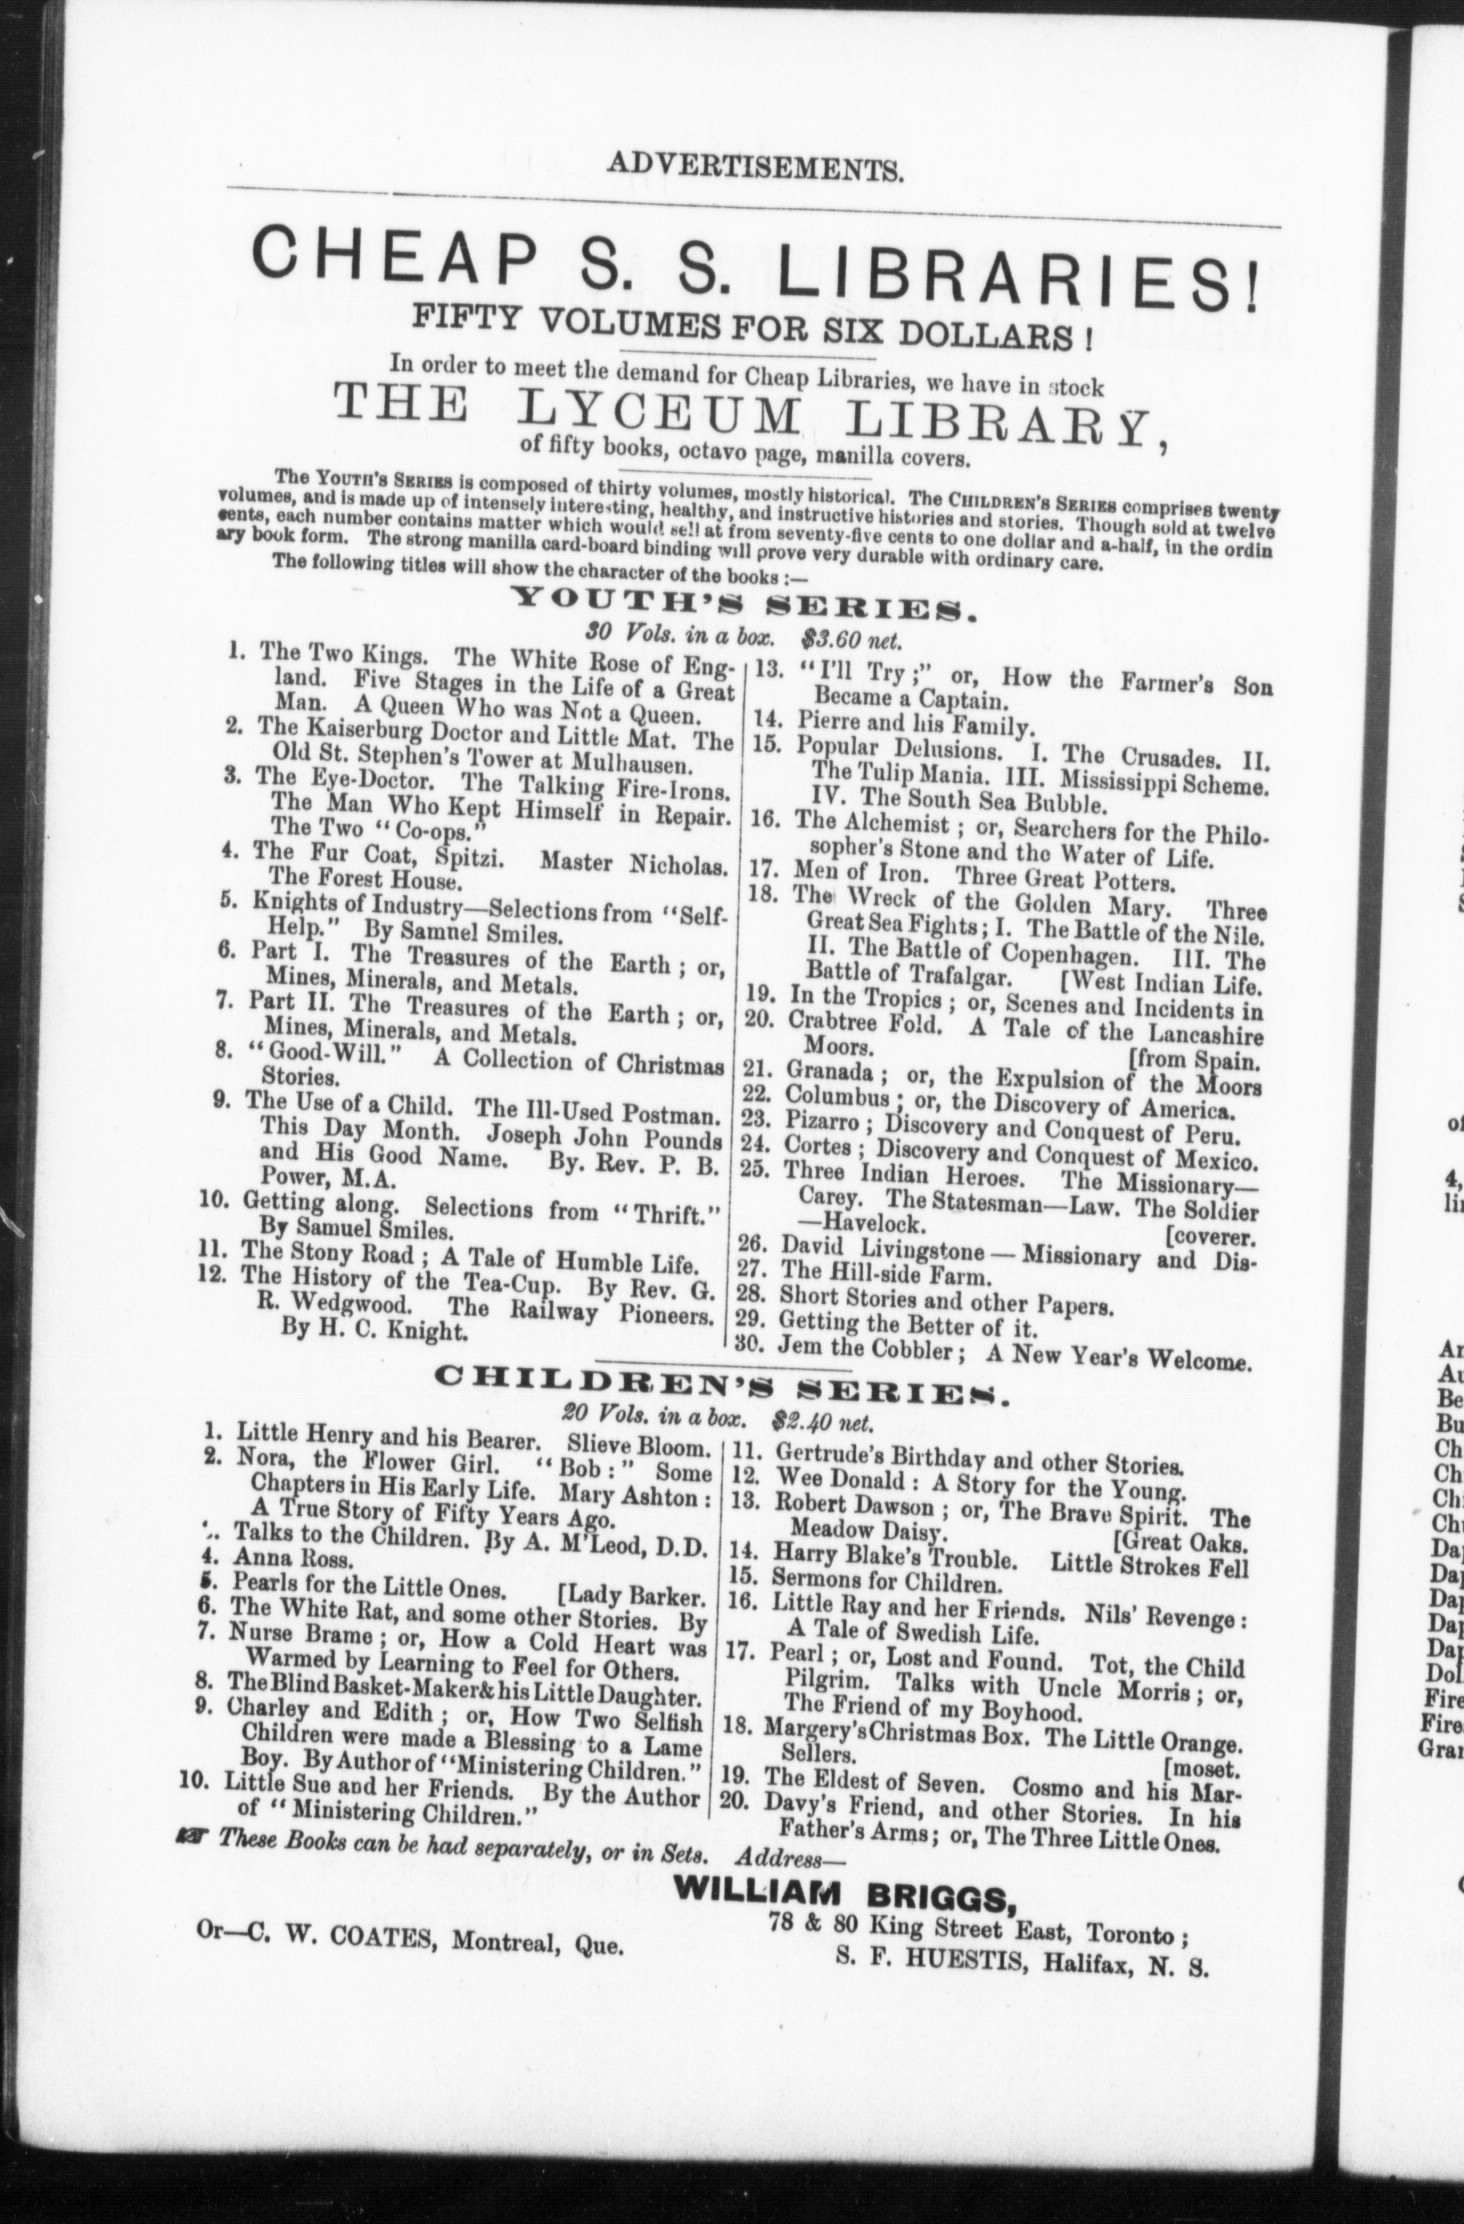 ADVERTISEMENTS.
CHEAP S. S. LIBRARIES!
FIFTY VOLUMES FOR SIX DOLLARS !
In order to meet the demand for Cheap Libraries, we have in stock
THE LYCEUM LIBRARY,
of fifty books, octavo page, manilla covers.
The YOUTH'S SERIES is composed of thirty volumes, mostly historical. The CHILDREN'S SERIES comprises twenty
volumes, and is made up of intensely interesting, healthy, and instructive histories and stories. Though sold at twelve
cents, each number contains matter which would sell at from seventy-five cents to one dollar and a-half, in the ordin
ary book form. The strong manilla card-board binding will prove very durable with ordinary care.
The following titles will show the character of the books :—
YOUTH'S SERIES.
30 Vols. in a box. $3.60 net.
1. The Two Kings. The White Rose of Eng-
land. Five Stages in the Life of a Great
Man. A Queen Who was Not a Queen.
2. The Kaiserburg Doctor and Little Mat. The
Old St. Stephen's Tower at Mulhausen.
3. The Eye-Doctor. The Talking Fire-Irons.
The Man Who Kept Himself in Repair.
The Two "Co-ops."
4. The Fur Coat, Spitzi. Master Nicholas.
The Forest House.
5. Knights of Industry—Selections from "Self-
Help." By Samuel Smiles.
6. Part I. The Treasures of the Earth ; or,
Mines, Minerals, and Metals.
7. Part II. The Treasures of the Earth ; or,
Mines, Minerals, and Metals.
8. "Good-Will." A Collection of Christmas
Stories.
9. The Use of a Child. The Ill-Used Postman.
This Day Month. Joseph John Pounds
and His Good Name. By. Rev. P. B.
Power, M.A.
10. Getting along. Selections from "Thrift."
By Samuel Smiles.
11. The Stony Road ; A Tale of Humble Life.
12. The History of the Tea-Cup. By Rev. G.
R. Wedgwood. The Railway Pioneers.
By H. C. Knight.
13. "I'll Try ;" or, How the Farmer's Son
Became a Captain.
14. Pierre and his Family.
15. Popular Delusions. I. The Crusades. II.
The Tulip Mania. III. Mississippi Scheme.
IV. The South Sea Bubble.
16. The Alchemist ; or, Searchers for the Philo-
sopher's Stone and the Water of Life.
17. Men of Iron. Three Great Potters.
18. The Wreck of the Golden Mary. Three
Great Sea Fights ; I. The Battle of the Nile.
II. The Battle of Copenhagen. III. The
Battle of Trafalgar. [West Indian Life.
19. In the Tropics ; or, Scenes and Incidents in
20. Crabtree Fold. A Tale of the Lancashire
Moors. [from Spain.
21. Granada ; or, the Expulsion of the Moors
22. Columbus ; or, the Discovery of America.
23. Pizarro ; Discovery and Conquest of Peru.
24. Cortes ; Discovery and Conquest of Mexico.
25. Three Indian Heroes. The Missionary—
Carey. The Statesman—Law. The Soldier
—Havelock. [coverer.
26. David Livingstone — Missionary and Dis-
27. The Hill-side Farm.
28. Short Stories and other Papers.
29. Getting the Better of it.
30. Jem the Cobbler ; A New Year's Welcome.
CHILDREN'S SERIES.
20 Vols. in a box. $2.40 net.
1. Little Henry and his Bearer. Slieve Bloom.
2. Nora, the Flower Girl. "Bob :" Some
Chapters in His Early Life. Mary Ashton :
A True Story of Fifty Years Ago.
Talks to the Children. By A. M'Leod, D.D.
4. Anna Ross.
5. Pearls for the Little Ones. [Lady Barker.
6. The White Rat, and some other Stories. By
7. Nurse Brame ; or, How a Cold Heart was
Warmed by Learning to Feel for Others.
8. The Blind Basket-Maker & his Little Daughter.
9. Charley and Edith ; or, How Two Selfish
Children were made a Blessing to a Lame
Boy. By Author of "Ministering Children."
10. Little Sue and her Friends. By the Author
of "Ministering Children."
11. Gertrude's Birthday and other Stories.
12. Wee Donald : A Story for the Young.
13. Robert Dawson ; or, The Brave Spirit. The
Meadow Daisy. [Great Oaks.
14. Harry Blake's Trouble. Little Strokes Fell
15. Sermons for Children.
16. Little Ray and her Friends. Nils' Revenge :
A Tale of Swedish Life.
17. Pearl ; or, Lost and Found. Tot, the Child
Pilgrim. Talks with Uncle Morris ; or,
The Friend of my Boyhood.
18. Margery's Christmas Box. The Little Orange.
Sellers. [moset.
19. The Eldest of Seven. Cosmo and his Mar-
20. Davy's Friend, and other Stories. In his
Father's Arms ; or, The Three Little Ones.
☞ These Books can be had separately, or in Sets. Address—
WILLIAM BRIGGS,
78 & 80 King Street East, Toronto ;
Or—C. W. COATES, Montreal, Que.
S. F. HUESTIS, Halifax, N. S.